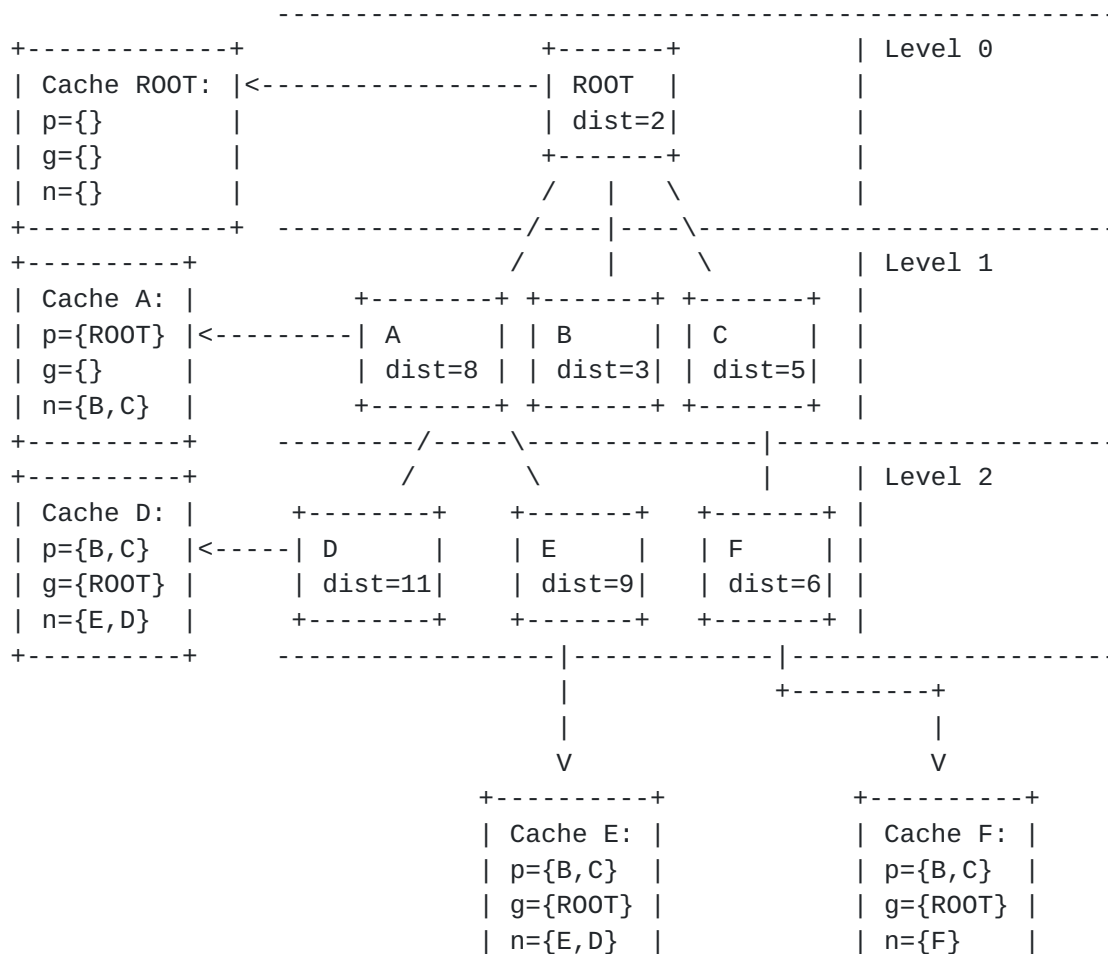 --------------------------------------------------------
+-------------+                    +-------+            | Level 0
| Cache ROOT: |<-------------------| ROOT  |            |
| p={}        |                    | dist=2|            |
| g={}        |                    +-------+            |
| n={}        |                    /   |   \            |
+-------------+  ----------------/----|----\----------------------------
+----------+                     /     |     \          | Level 1
| Cache A: |           +--------+ +-------+ +-------+  |
| p={ROOT} |<---------| A      | | B     | | C     |  |
| g={}     |           | dist=8 | | dist=3| | dist=5|  |
| n={B,C}  |           +--------+ +-------+ +-------+  |
+----------+     ---------/-----\---------------|----------------------
+----------+             /       \              |     | Level 2
| Cache D: |      +--------+    +-------+   +-------+ |
| p={B,C}  |<-----| D      |    | E     |   | F     | |
| g={ROOT} |      | dist=11|    | dist=9|   | dist=6| |
| n={E,D}  |      +--------+    +-------+   +-------+ |
+----------+     ------------------|-------------|---------------------
                                   |             +---------+
                                   |                       |
                                   V                       V
                              +----------+            +----------+
                              | Cache E: |            | Cache F: |
                              | p={B,C}  |            | p={B,C}  |
                              | g={ROOT} |            | g={ROOT} |
                              | n={E,D}  |            | n={F}    |